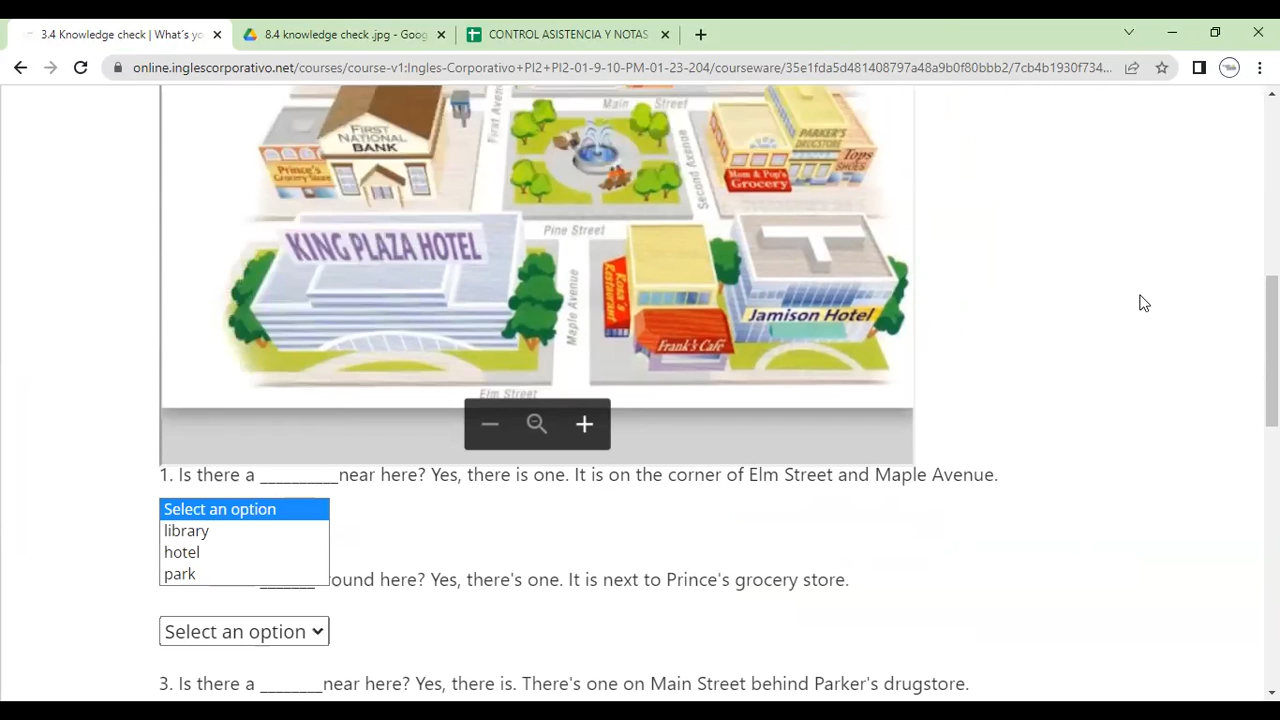 3.4 Knowledge check | What´s yo
8.4 knowledge check .jpg - Goog
CONTROL ASISTENCIA Y NOTAS
online.inglescorporativo.net/courses/course-v1:Ingles-Corporativo+PI2+PI2-01-9-10-PM-01-23-204/courseware/35e1fda5d481408797a48a9b0f80bbb2/7cb4b1930f734...
Main Street
First Avenue
FIRST
NATIONAL
BANK
Prince's
Grocery Store
Second Avenue
PARKER'S
DRUGSTORE
Tops
SHOES
Mom & Pop's
Grocery
Pine Street
KING PLAZA HOTEL
Maple Avenue
Rosa's
Restaurant
Jamison Hotel
Frank's Café
Elm Street
1. Is there a __________near here? Yes, there is one. It is on the corner of Elm Street and Maple Avenue.
Select an option
library
hotel
park
_______ round here? Yes, there's one. It is next to Prince's grocery store.
Select an option
3. Is there a ________near here? Yes, there is. There's one on Main Street behind Parker's drugstore.